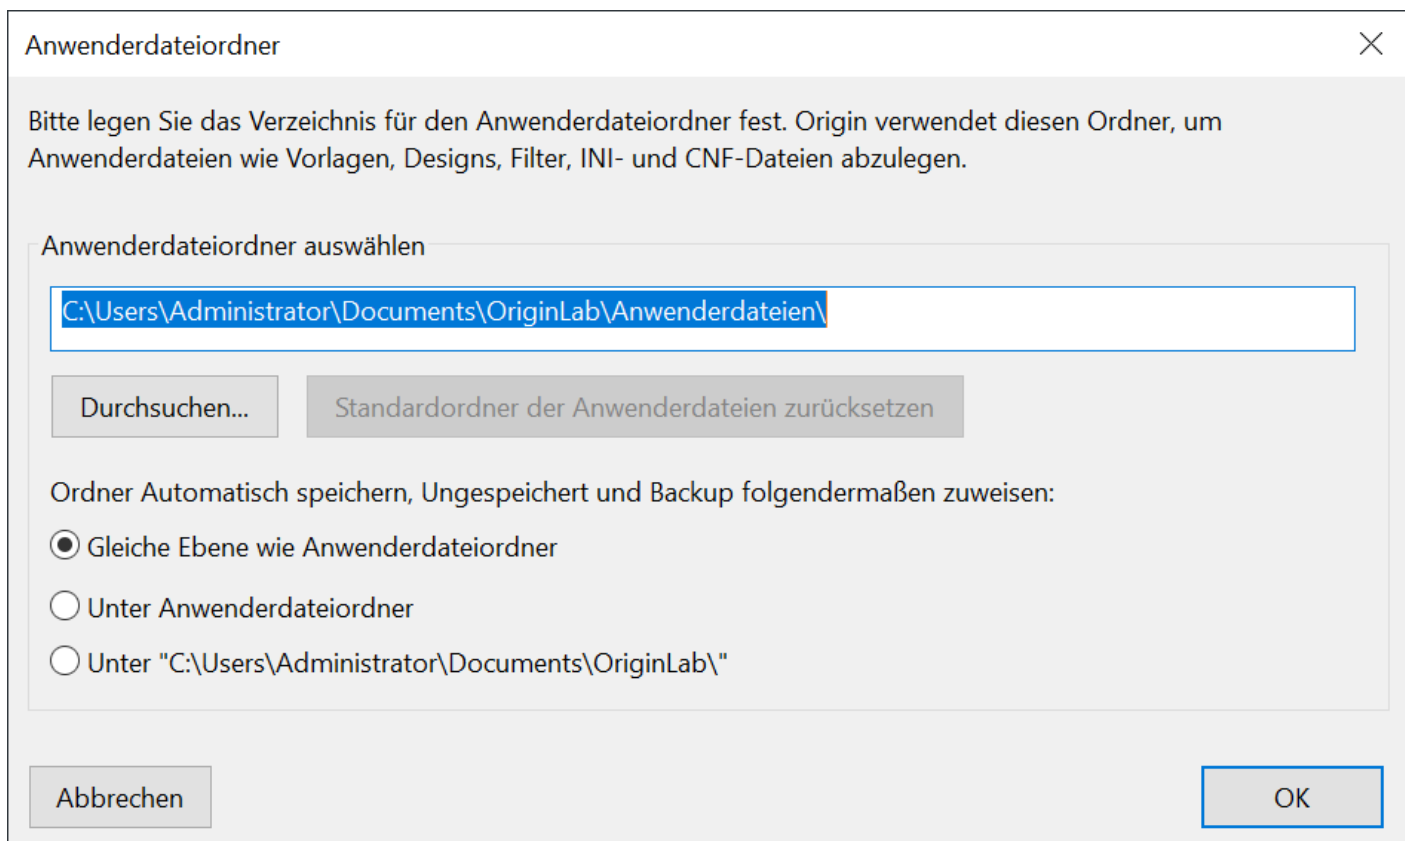 Anwenderdateiordner
Bitte legen Sie das Verzeichnis für den Anwenderdateiordner fest. Origin verwendet diesen Ordner, um
Anwenderdateien wie Vorlagen, Designs, Filter, INI- und CNF-Dateien abzulegen.
Anwenderdateiordner auswählen
C:\Users\Administrator\Documents\OriginLab\Anwenderdateien\
Durchsuchen... Standardordner der Anwenderdateien zurücksetzen
Ordner Automatisch speichern, Ungespeichert und Backup folgendermaßen zuweisen:
Gleiche Ebene wie Anwenderdateiordner
Unter Anwenderdateiordner
Unter "C:\Users\Administrator\Documents\OriginLab\"
Abbrechen OK